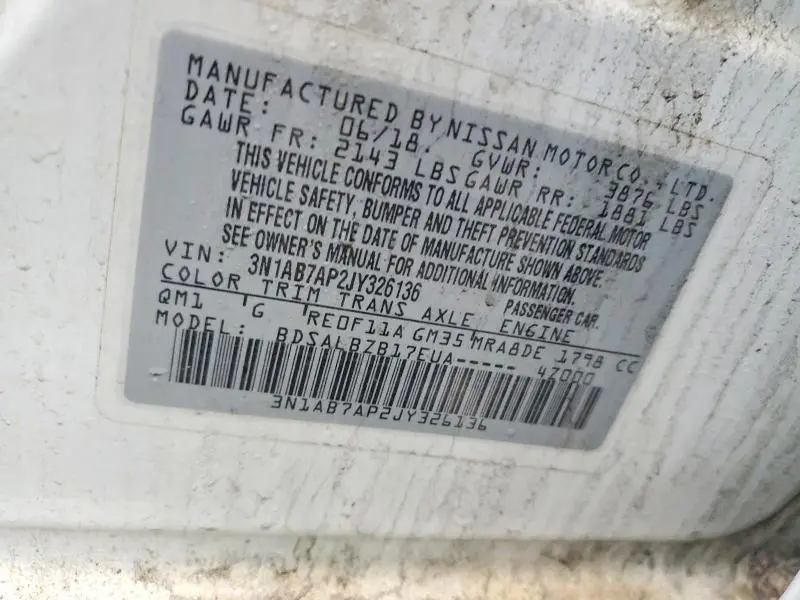 MANUFACTURED BY NISSAN MOTOR CO., LTD.
DATE: 06/18. GVWR: 3876 LBS
GAWR FR: 2143 LBS GAWR RR: 1881 LBS
THIS VEHICLE CONFORMS TO ALL APPLICABLE FEDERAL MOTOR
VEHICLE SAFETY, BUMPER AND THEFT PREVENTION STANDARDS
IN EFFECT ON THE DATE OF MANUFACTURE SHOWN ABOVE.
SEE OWNER'S MANUAL FOR ADDITIONAL INFORMATION.
VIN: 3N1AB7AP2JY326136 PASSENGER CAR.
COLOR TRIM TRANS AXLE ENGINE
QM1 G RE0F11A GM35 MRA8DE 1798 CC
MODEL: BDSALBZB17EUA----- 47000
3N1AB7AP2JY326136